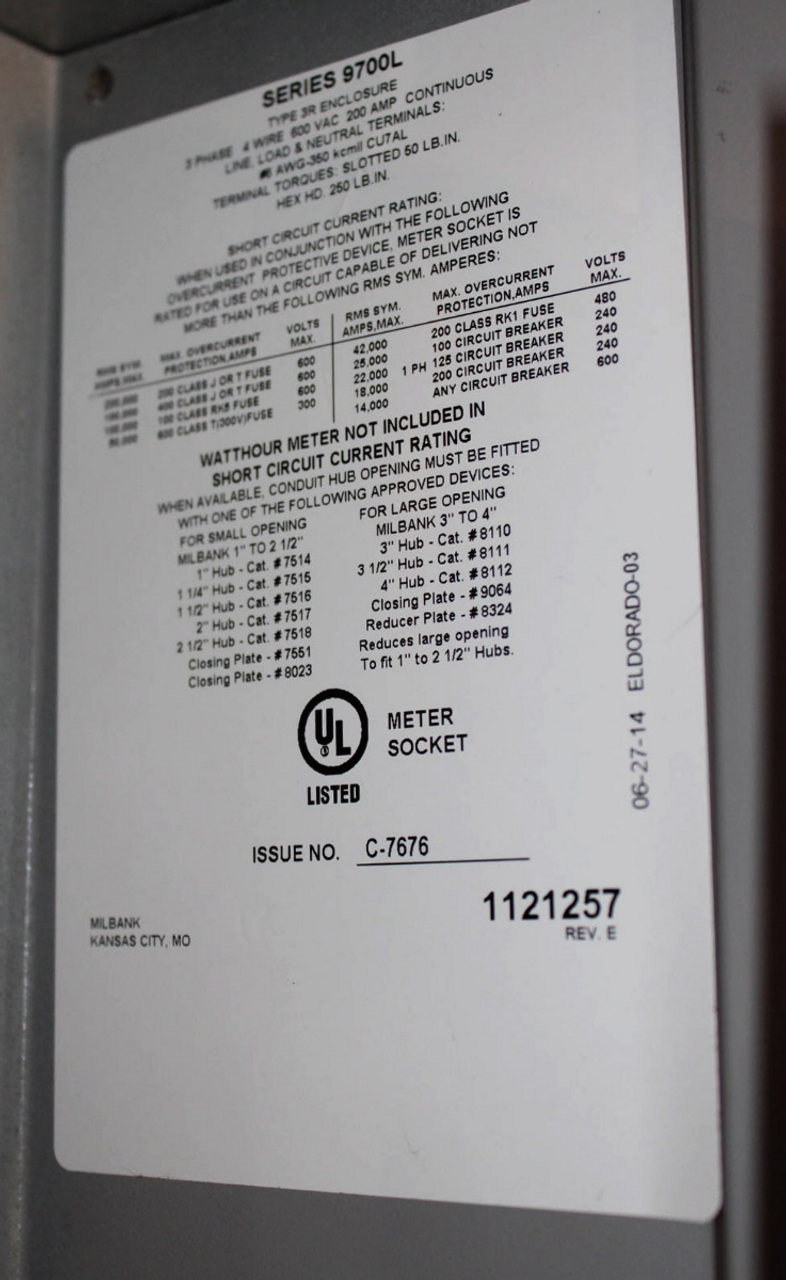 SERIES 9700L
TYPE 3R ENCLOSURE
3 PHASE 4 WIRE 600 VAC 200 AMP CONTINUOUS
LINE, LOAD & NEUTRAL TERMINALS:
AWG-350 kcmil CU7AL
TERMINAL TORQUES: SLOTTED 50 LB.IN.
HEX HD. 250 LB.IN.
SHORT CIRCUIT CURRENT RATING:
WHEN USED IN CONJUNCTION WITH THE FOLLOWING
OVERCURRENT PROTECTIVE DEVICE, METER SOCKET IS
RATED FOR USE ON A CIRCUIT CAPABLE OF DELIVERING NOT
MORE THAN THE FOLLOWING RMS SYM. AMPERES:
RMS SYM. MAX. OVERCURRENT VOLTS RMS SYM. MAX. OVERCURRENT VOLTS
AMPS,MAX. PROTECTION,AMPS MAX. AMPS,MAX. PROTECTION,AMPS MAX.
200 CLASS J OR T FUSE 600 42,000 200 CLASS RK1 FUSE 480
400 CLASS J OR T FUSE 600 25,000 100 CIRCUIT BREAKER 240
100 CLASS RK5 FUSE 600 22,000 1 PH 125 CIRCUIT BREAKER 240
600 CLASS T(300V)FUSE 300 18,000 200 CIRCUIT BREAKER 240
14,000 ANY CIRCUIT BREAKER 600
WATTHOUR METER NOT INCLUDED IN
SHORT CIRCUIT CURRENT RATING
WHEN AVAILABLE, CONDUIT HUB OPENING MUST BE FITTED
WITH ONE OF THE FOLLOWING APPROVED DEVICES:
FOR SMALL OPENING
MILBANK 1" TO 2 1/2"
1" Hub - Cat. #7514
1 1/4" Hub - Cat. #7515
1 1/2" Hub - Cat. #7516
2" Hub - Cat. #7517
2 1/2" Hub - Cat. #7518
Closing Plate - #7551
Closing Plate - #8023
FOR LARGE OPENING
MILBANK 3" TO 4"
3" Hub - Cat. #8110
3 1/2" Hub - Cat. #8111
4" Hub - Cat. #8112
Closing Plate - #9064
Reducer Plate - #8324
Reduces large opening
To fit 1" to 2 1/2" Hubs.
UL
®
LISTED
METER
SOCKET
ISSUE NO. C-7676
1121257
REV. E
MILBANK
KANSAS CITY, MO
06-27-14 ELDORADO-03